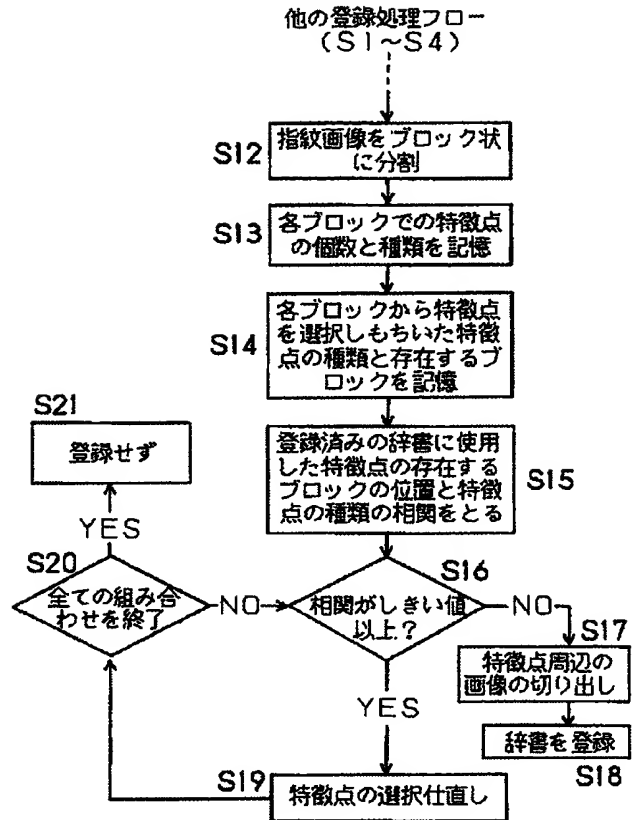 他の登録処理フロー
(S1～S4)
S12
指紋画像をブロック状
に分割
S13
各ブロックでの特徴点
の個数と種類を記憶
S14
各ブロックから特徴点
を選択しもちいた特徴
点の種類と存在するブ
ロックを記憶
S15
登録済みの辞書に使用
した特徴点の存在する
ブロックの位置と特徴
点の種類の相関をとる
S16
相関がしきい値
以上?
NO
S17
特徴点周辺の
画像の切り出し
辞書を登録
S18
YES
S19
特徴点の選択仕直し
S20
全ての組み合
わせを終了
NO
YES
S21
登録せず